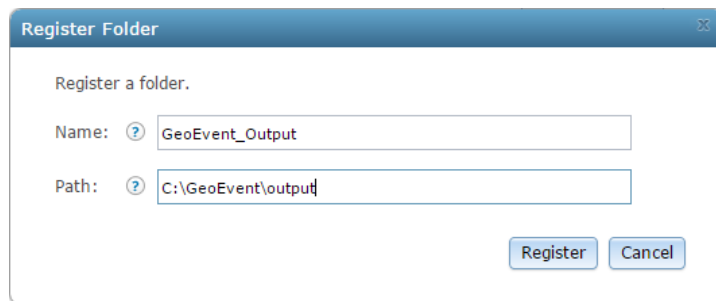 Register Folder
Register a folder.
Name: ? GeoEvent_Output
Path: ? C:\GeoEvent\output
Register Cancel